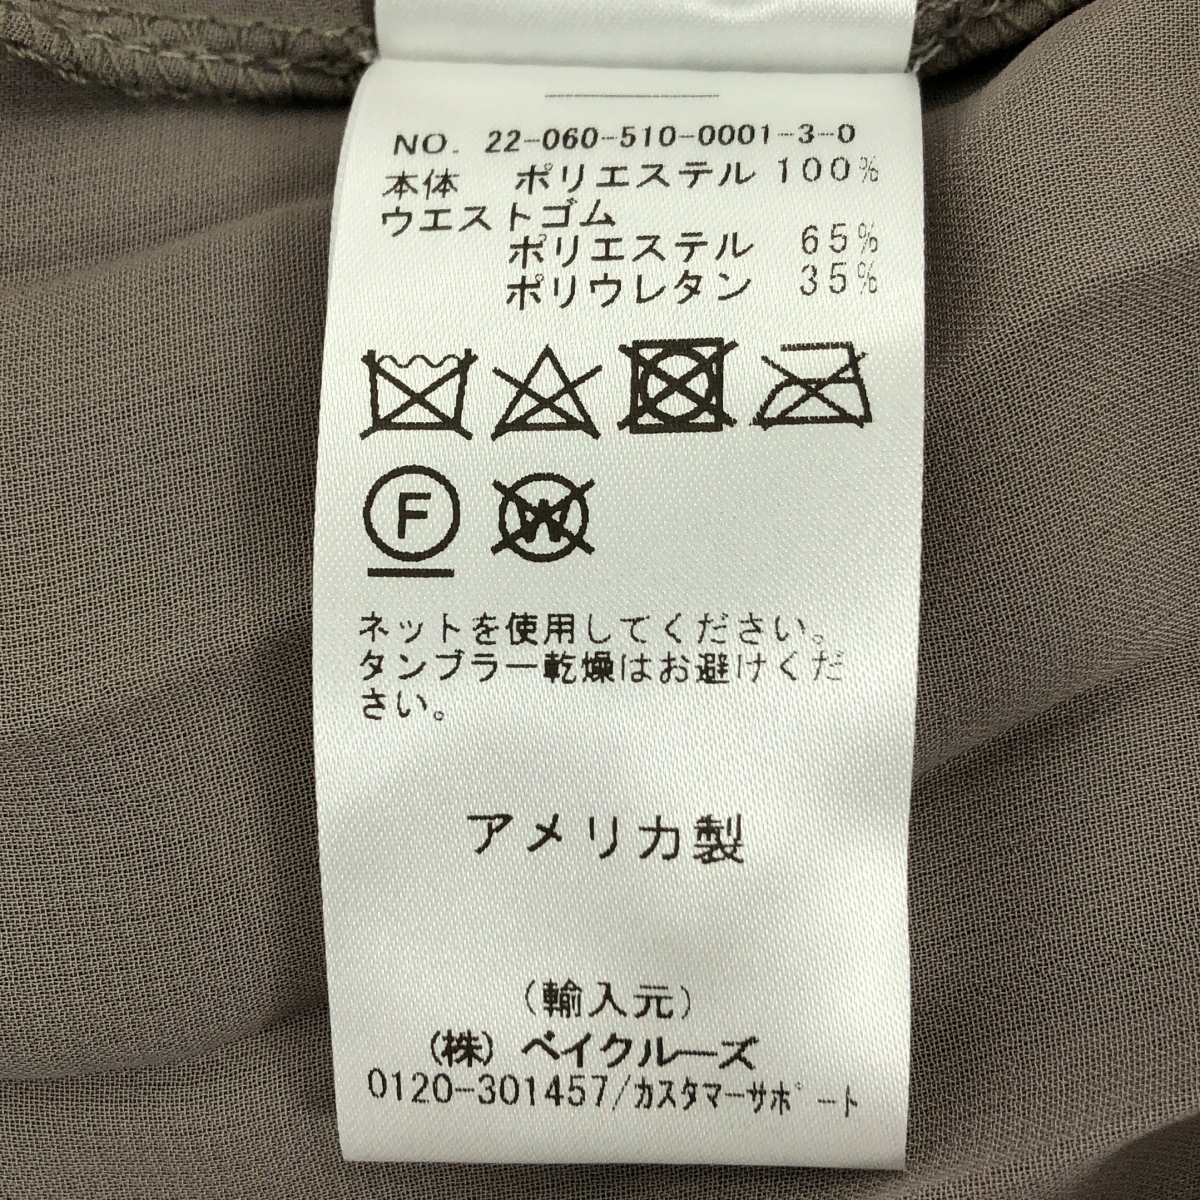 NO. 22-060-510-0001-3-0
本体 ポリエステル 100%
ウエストゴム
ポリエステル 65%
ポリウレタン 35%
F W
ネットを使用してください。
タンブラー乾燥はお避けくだ
さい。
アメリカ製
(輸入元)
(株) ベイクルーズ
0120-301457/カスタマーサポート